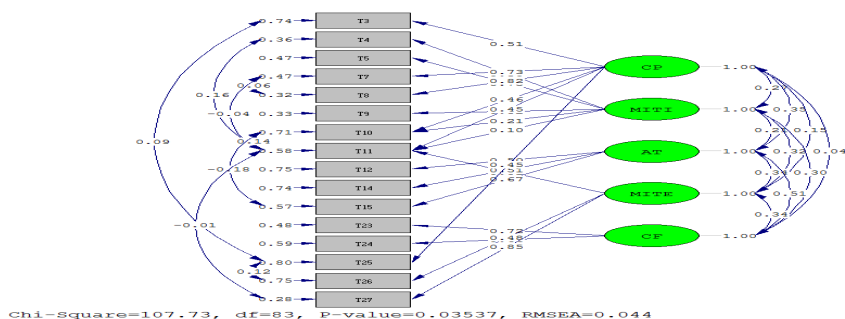 0.74 T3
0.36 T4 0.51
0.47 T5 CP 1.00
0.47 T7 0.73
0.06
0.16 0.32 T8 0.46
-0.04 0.33 T9 0.45 MITI 1.00 0.35
0.21
0.71 T10 0.10 0.15
0.09 0.14 0.58 T11 AT 1.00 0.32 0.04
-0.18 0.75 T12 0.45 0.30
0.74 T14
0.57 T15 0.67 MITE 1.00 0.51
0.48 T23 0.72 0.34
-0.01 0.59 T24 0.48 CF 1.00
0.80 T25 0.85
0.12 0.75 T26
0.28 T27
Chi-Square=107.73, df=83, P-value=0.03537, RMSEA=0.044